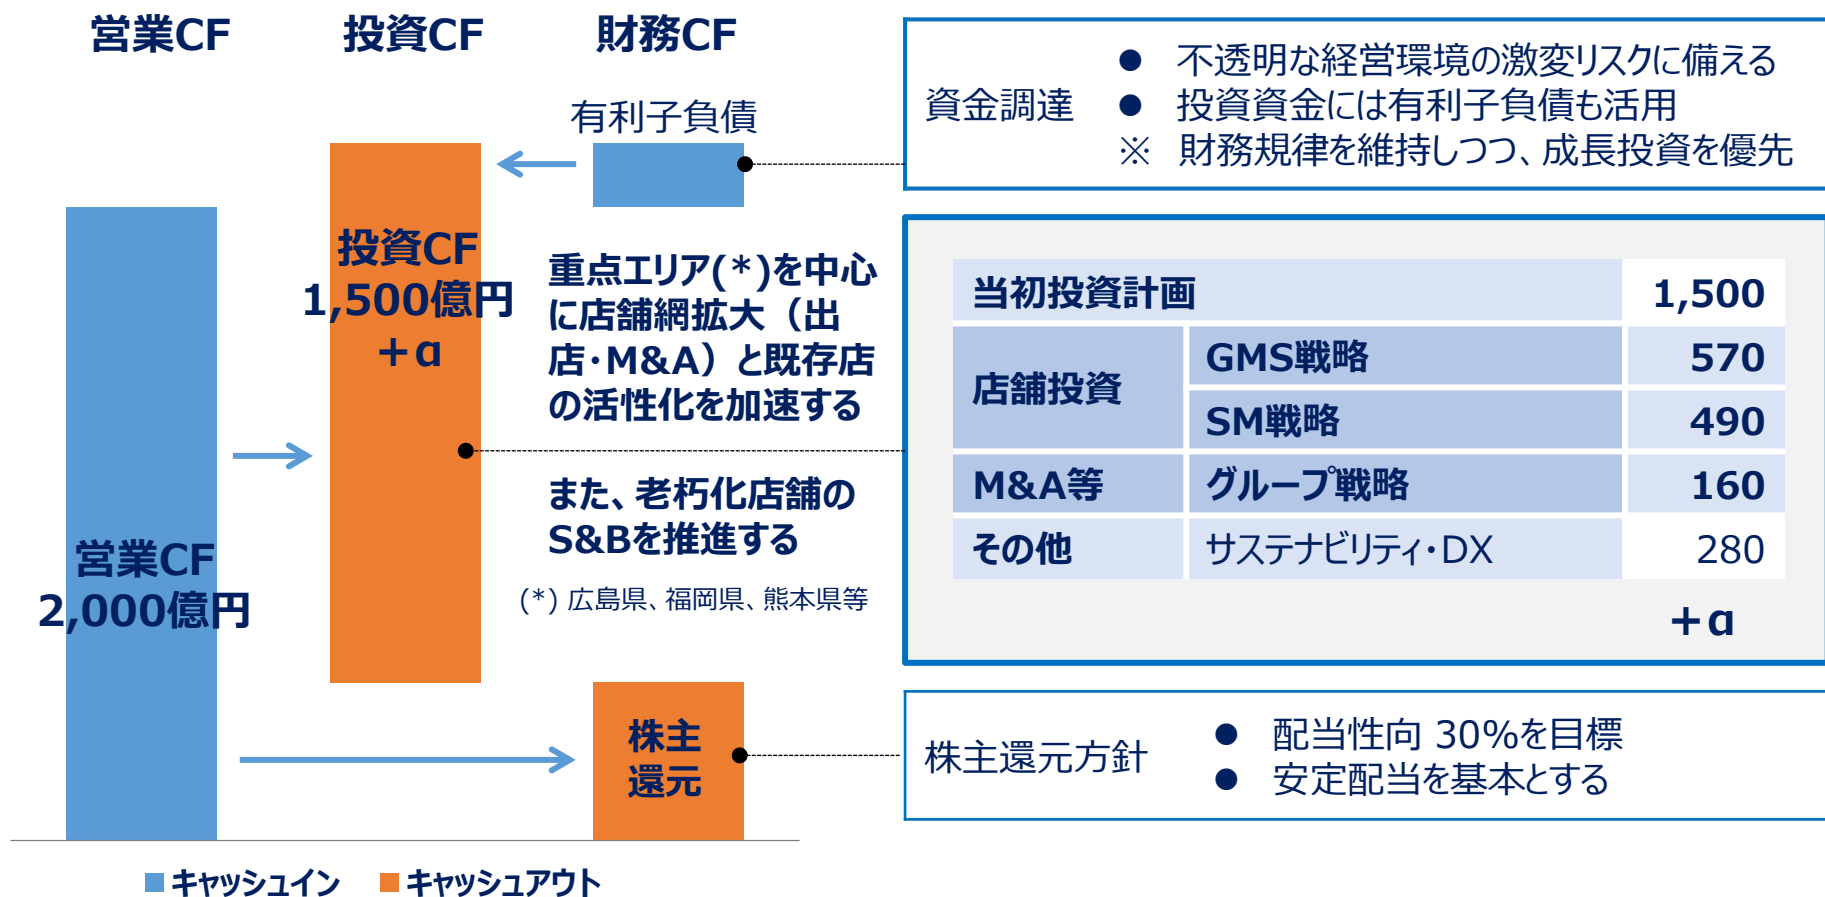 営業CF
投資CF
財務CF
有利子負債
投資CF
1,500億円
＋α
営業CF
2,000億円
重点エリア(*)を中心
に店舗網拡大（出
店・M&A）と既存店
の活性化を加速する
また、老朽化店舗の
S&Bを推進する
(*) 広島県、福岡県、熊本県等
株主
還元
キャッシュイン
キャッシュアウト
資金調達
● 不透明な経営環境の激変リスクに備える
● 投資資金には有利子負債も活用
※ 財務規律を維持しつつ、成長投資を優先
当初投資計画 1,500
店舗投資 GMS戦略 570
SM戦略 490
M&A等 グループ戦略 160
その他 サステナビリティ・DX 280
＋α
株主還元方針
● 配当性向 30%を目標
● 安定配当を基本とする